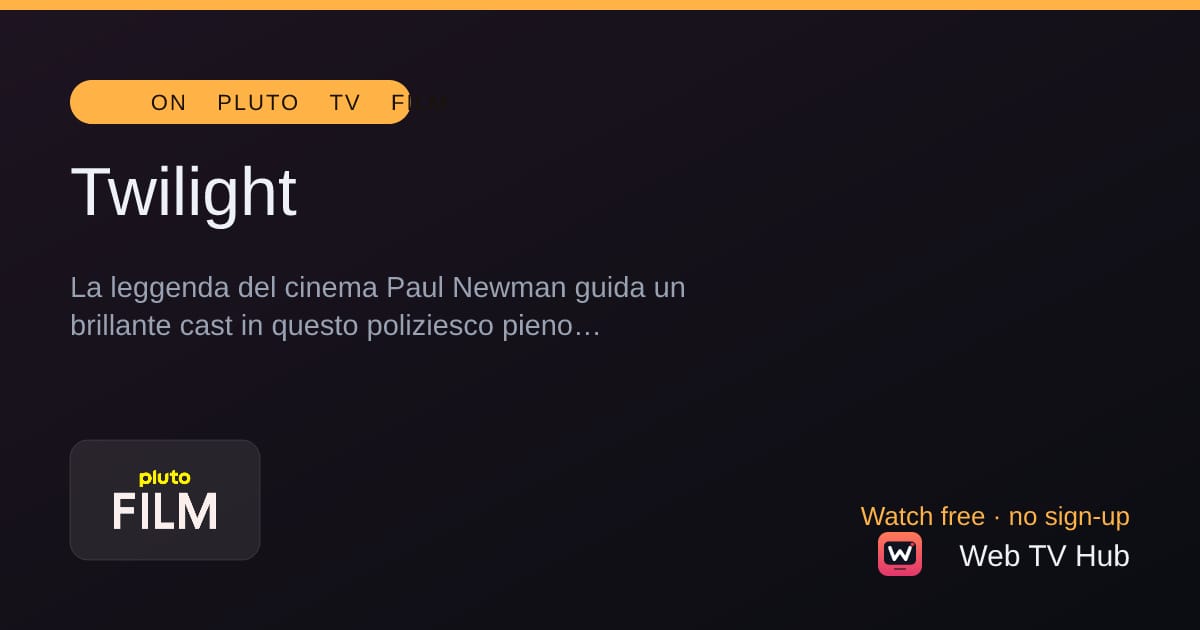 ON PLUTO TV FILM
Twilight
La leggenda del cinema Paul Newman guida un
brillante cast in questo poliziesco pieno…
pluto
FILM
Watch free · no sign-up
W
Web TV Hub